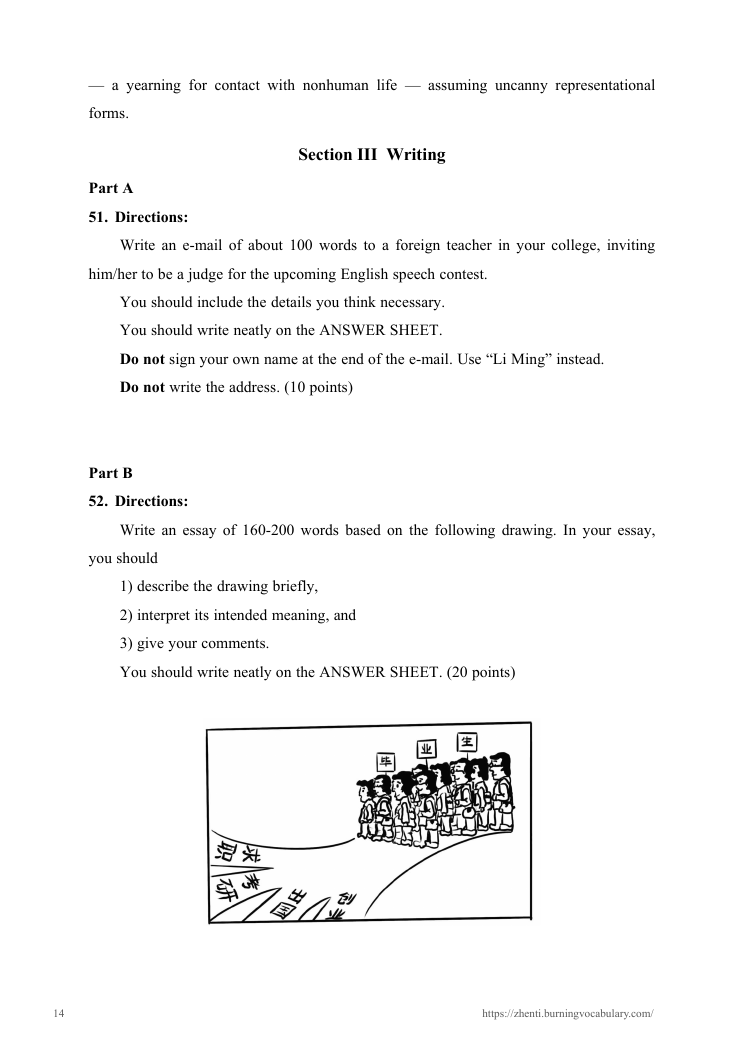 — a yearning for contact with nonhuman life — assuming uncanny representational
forms.
Section III Writing
Part A
51. Directions:
Write an e-mail of about 100 words to a foreign teacher in your college, inviting
him/her to be a judge for the upcoming English speech contest.
You should include the details you think necessary.
You should write neatly on the ANSWER SHEET.
Do not sign your own name at the end of the e-mail. Use “Li Ming” instead.
Do not write the address. (10 points)
Part B
52. Directions:
Write an essay of 160-200 words based on the following drawing. In your essay,
you should
1) describe the drawing briefly,
2) interpret its intended meaning, and
3) give your comments.
You should write neatly on the ANSWER SHEET. (20 points)
毕业生
求职
考研
出国
创业
14
https://zhenti.burningvocabulary.com/